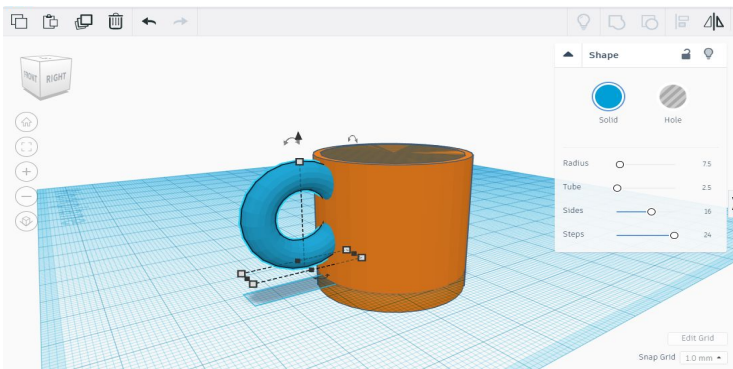 Shape
FRONT
RIGHT
Solid
Hole
Radius 7.5
Tube 2.5
Sides 16
Steps 24
Edit Grid
Snap Grid 1.0 mm